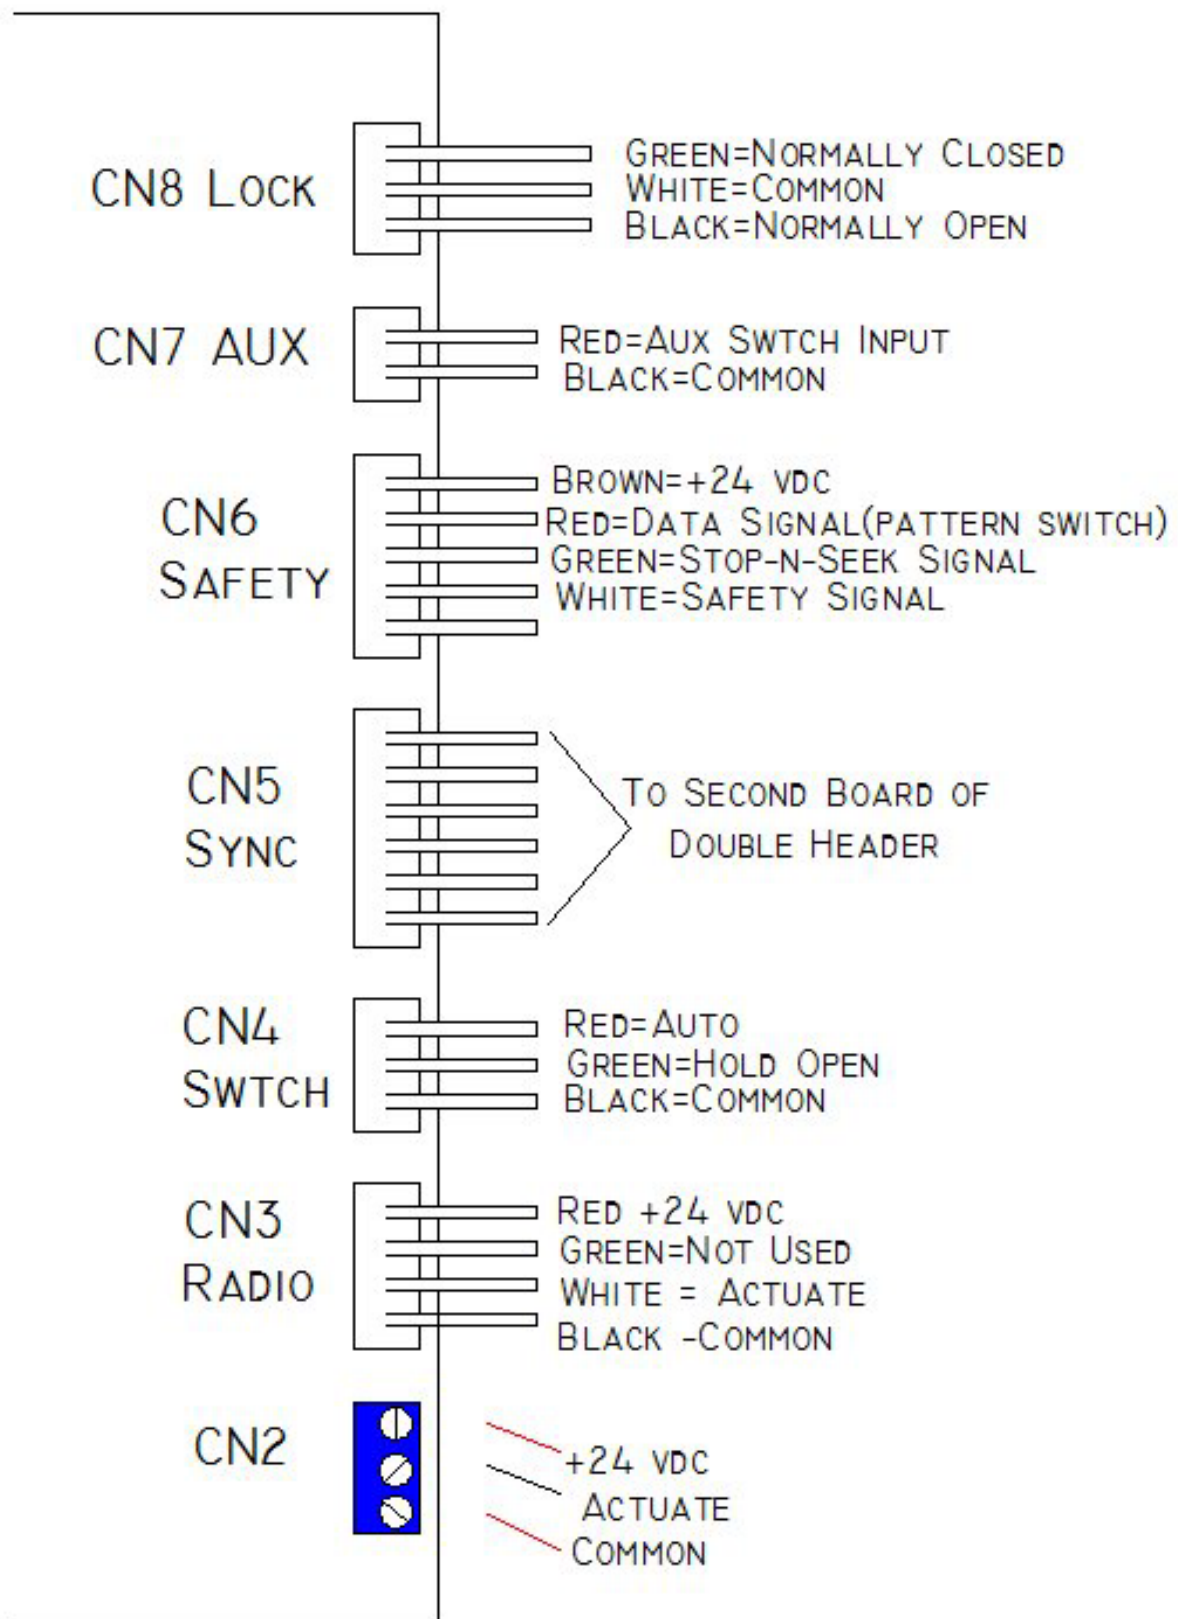 CN8 LOCK
GREEN=NORMALLY CLOSED
WHITE=COMMON
BLACK=NORMALLY OPEN
CN7 AUX
RED=AUX SWTCH INPUT
BLACK=COMMON
CN6
SAFETY
BROWN=+24 VDC
RED=DATA SIGNAL(PATTERN SWITCH)
GREEN=STOP-N-SEEK SIGNAL
WHITE=SAFETY SIGNAL
CN5
SYNC
TO SECOND BOARD OF
DOUBLE HEADER
CN4
SWTCH
RED=AUTO
GREEN=HOLD OPEN
BLACK=COMMON
CN3
RADIO
RED +24 VDC
GREEN=NOT USED
WHITE = ACTUATE
BLACK -COMMON
CN2
+24 VDC
ACTUATE
COMMON